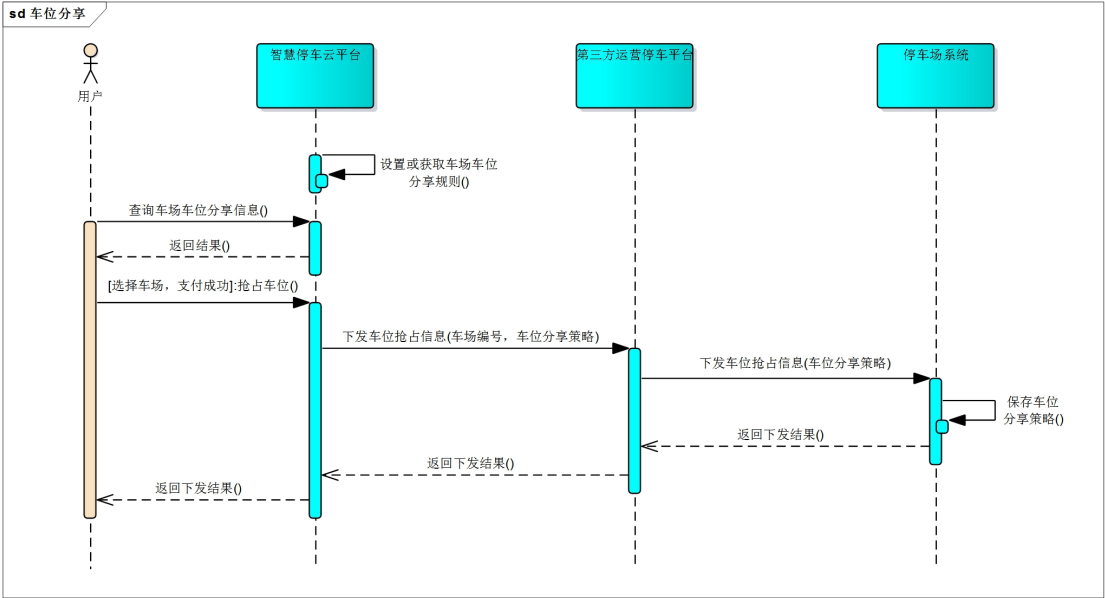 sd 车位分享
智慧停车云平台
第三方运营停车平台
停车场系统
用户
设置或获取车场车位
分享规则()
查询车场车位分享信息()
返回结果()
[选择车场，支付成功]:抢占车位()
下发车位抢占信息(车场编号，车位分享策略)
下发车位抢占信息(车位分享策略)
保存车位
分享策略()
返回下发结果()
返回下发结果()
返回下发结果()